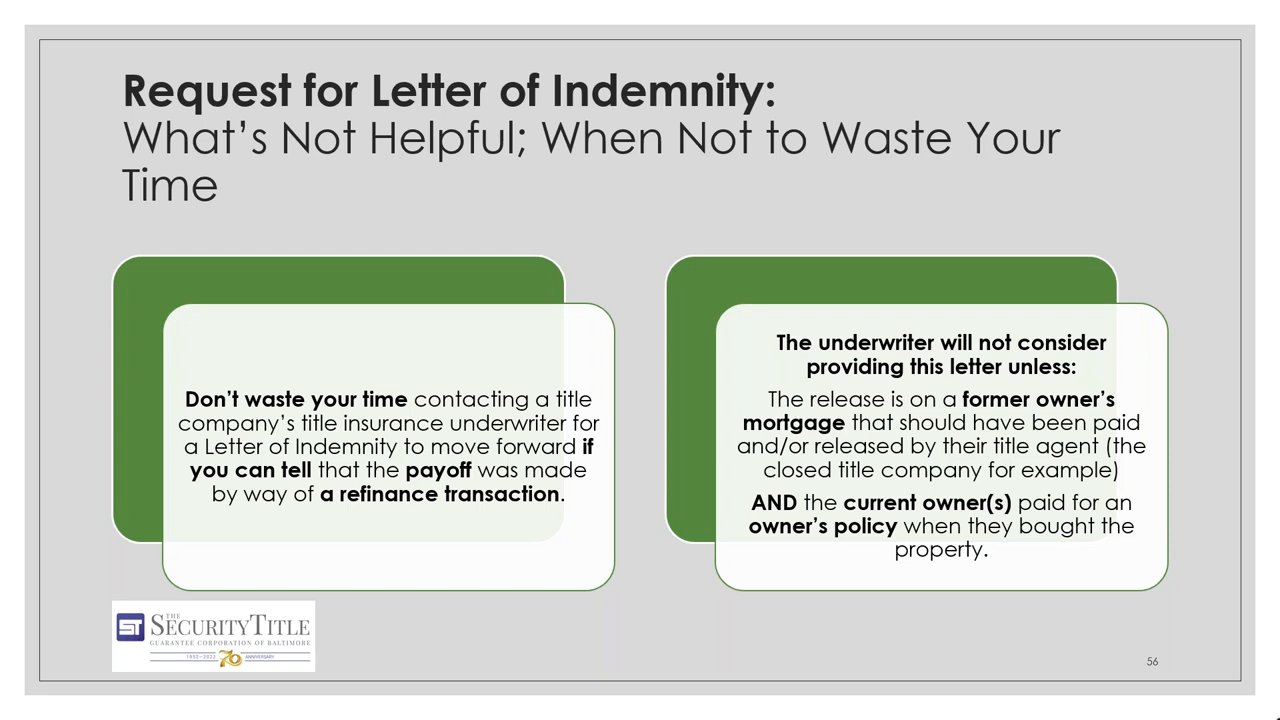 Request for Letter of Indemnity:
What's Not Helpful; When Not to Waste Your
Time
Don't waste your time contacting a title
company's title insurance underwriter for
a Letter of Indemnity to move forward if
you can tell that the payoff was made
by way of a refinance transaction.
The underwriter will not consider
providing this letter unless:
The release is on a former owner's
mortgage that should have been paid
and/or released by their title agent (the
closed title company for example)
AND the current owner(s) paid for an
owner's policy when they bought the
property.
ST
THE
SECURITYTITLE
GUARANTEE CORPORATION OF BALTIMORE
1952–2022 70 ANNIVERSARY
56